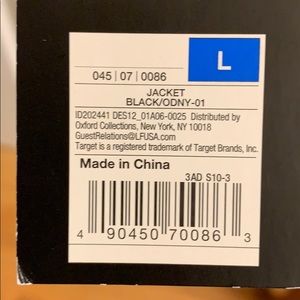 L
045 | 07 | 0086
JACKET
BLACK/ODNY-01
ID202441 DES12_01A06-0025 Distributed by
Oxford Collections, New York, NY 10018
GuestRelations@LFUSA.com
Target is a registered trademark of Target Brands, Inc.
Made in China
3AD S10-3
4 90450 70086 3